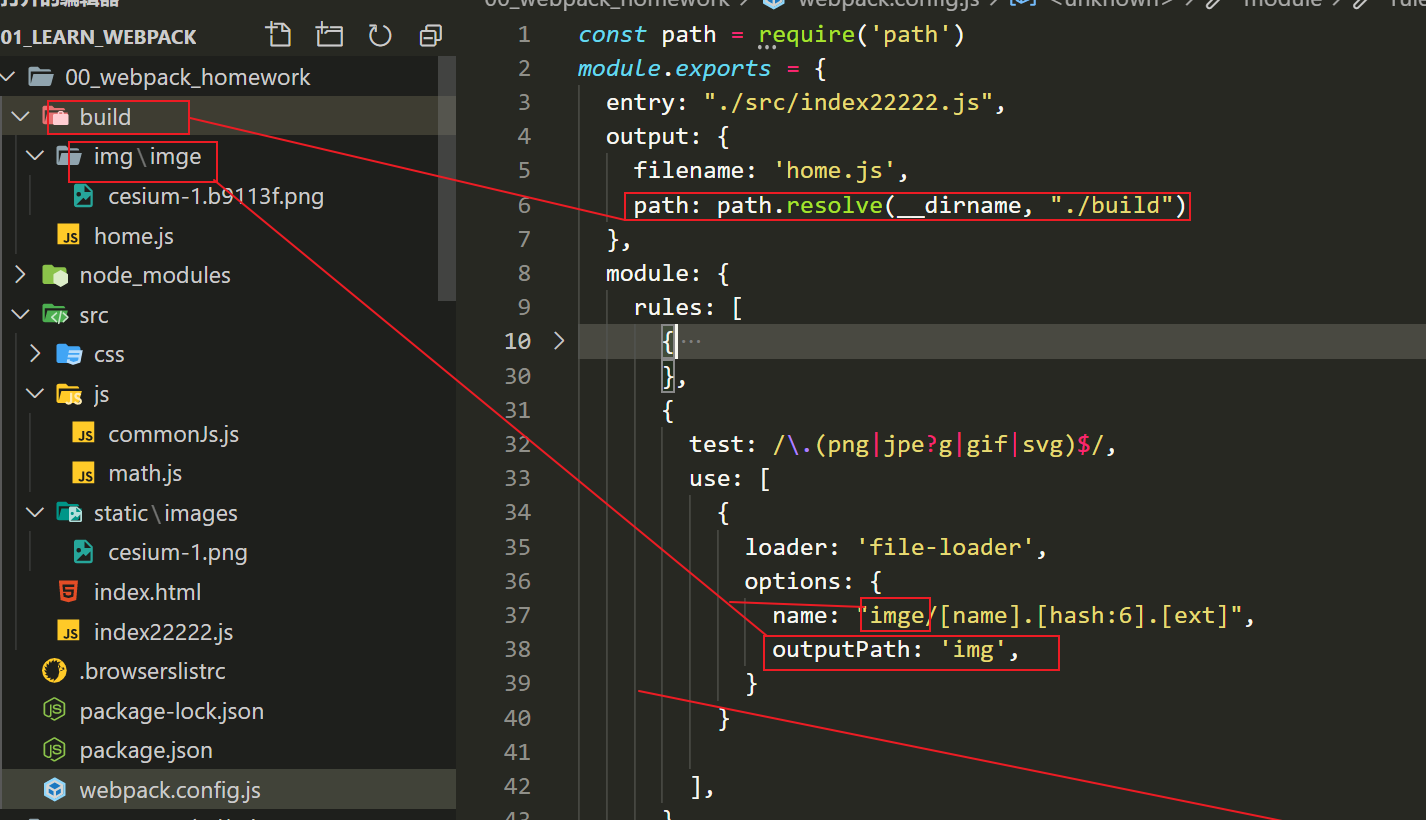 01_LEARN_WEBPACK
00_webpack_homework
build
img\imge
cesium-1.b9113f.png
home.js
node_modules
src
css
js
commonJs.js
math.js
static\images
cesium-1.png
index.html
index22222.js
.browserslistrc
package-lock.json
package.json
webpack.config.js
00_webpack_homework > webpack.config.js > <unknown> > module >
1 const path = require('path')
2 module.exports = {
3 entry: "./src/index22222.js",
4 output: {
5 filename: 'home.js',
6 path: path.resolve(__dirname, "./build")
7 },
8 module: {
9 rules: [
10 { ···
30 },
31 {
32 test: /\.(png|jpe?g|gif|svg)$/,
33 use: [
34 {
35 loader: 'file-loader',
36 options: {
37 name: "imge/[name].[hash:6].[ext]",
38 outputPath: 'img',
39 }
40 }
41
42 ],
43 }